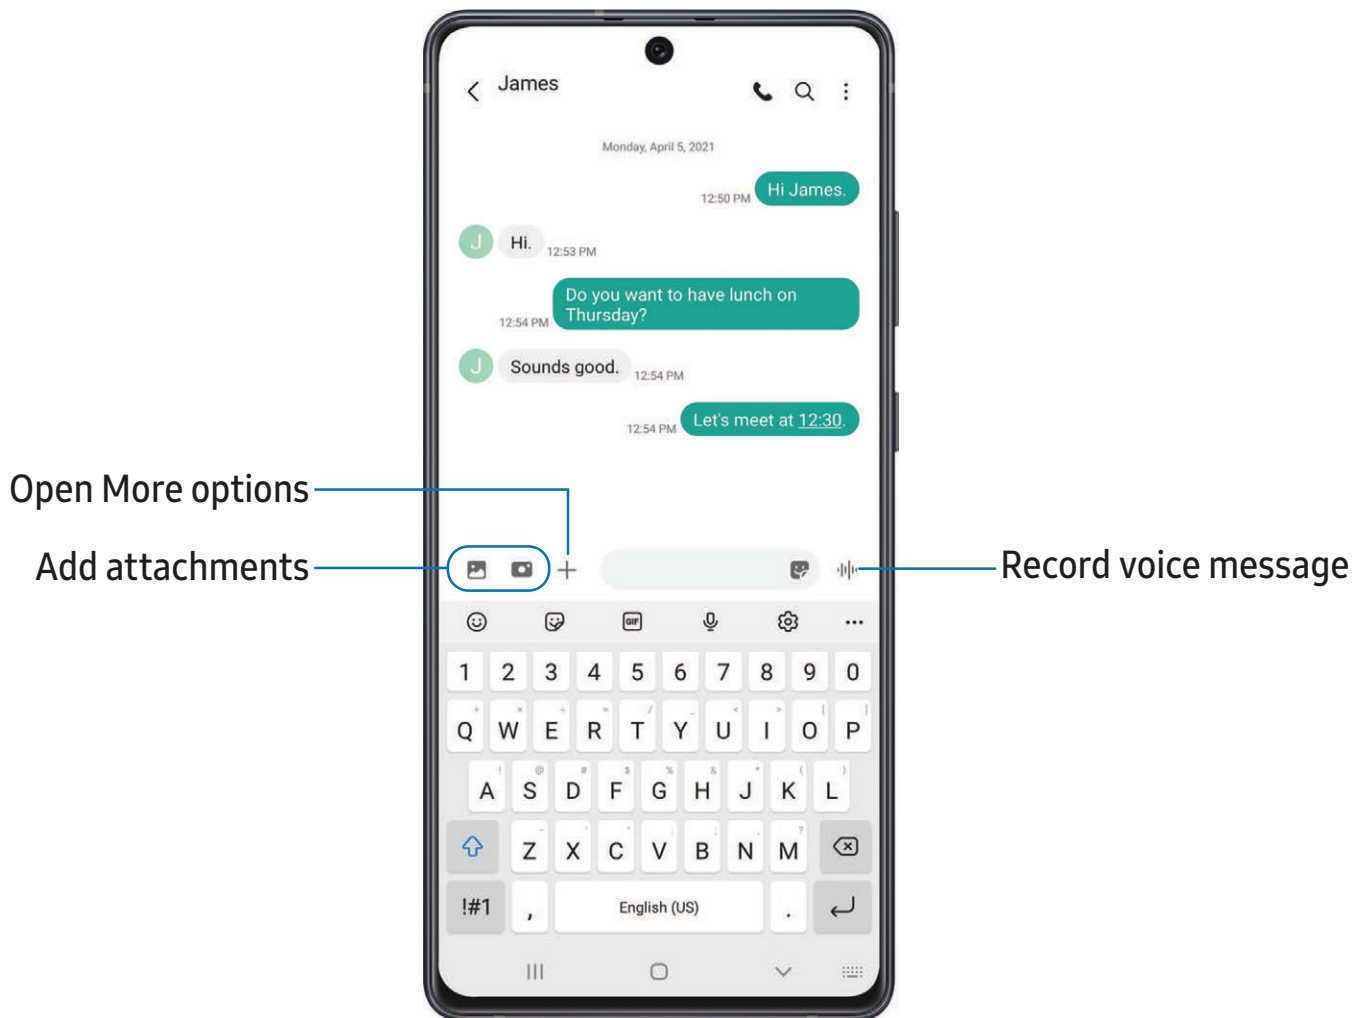 James
Monday, April 5, 2021
12:50 PM Hi James.
J Hi. 12:53 PM
Do you want to have lunch on
12:54 PM Thursday?
J Sounds good. 12:54 PM
12:54 PM Let's meet at 12:30.
Open More options
Add attachments
Record voice message
GIF
1 2 3 4 5 6 7 8 9 0
Q W E R T Y U I O P
A S D F G H J K L
Z X C V B N M
!#1 , English (US) .